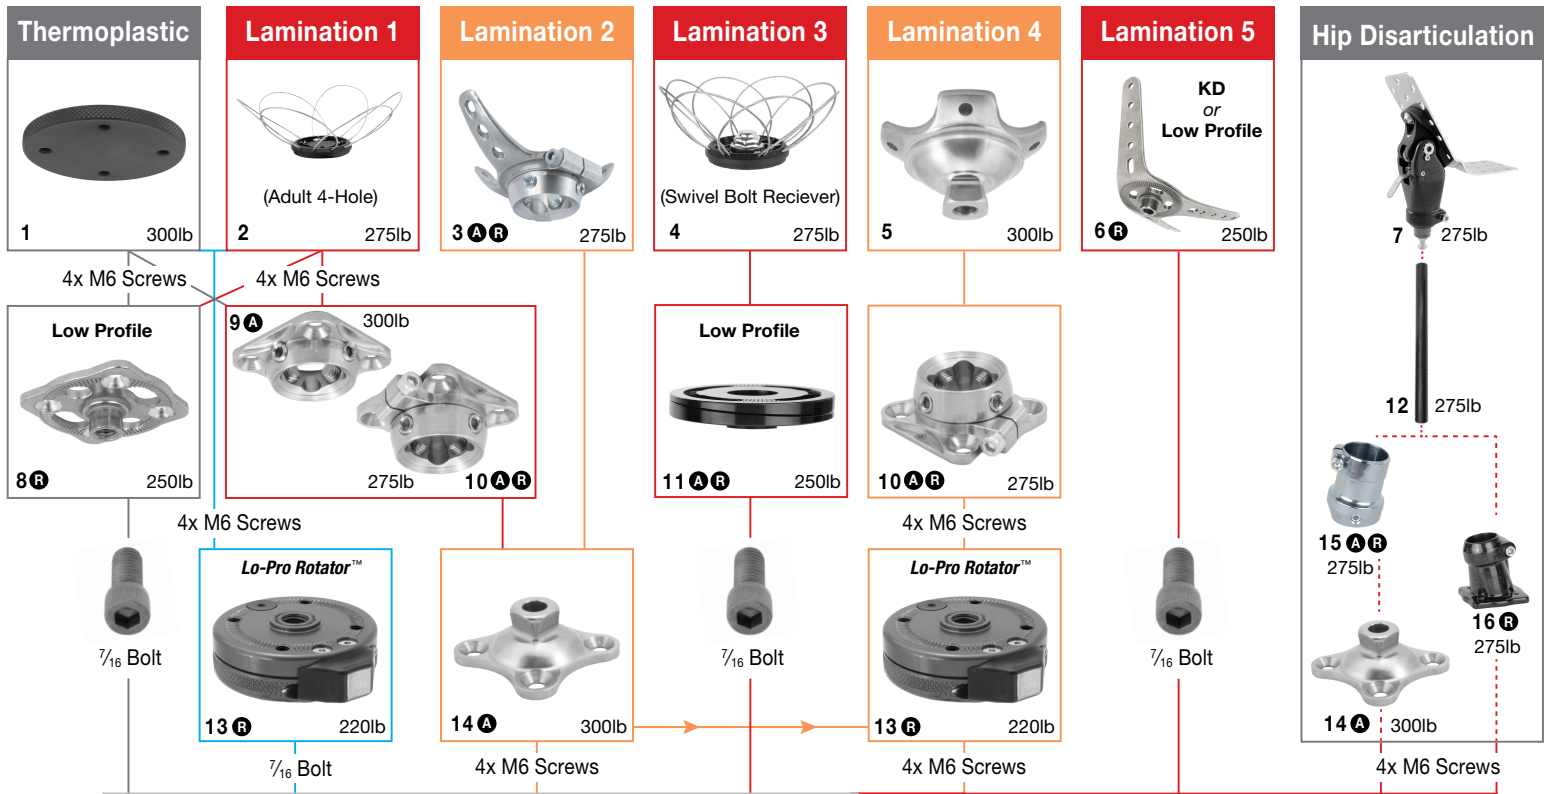 Thermoplastic
Lamination 1
Lamination 2
Lamination 3
Lamination 4
Lamination 5
Hip Disarticulation
1 300lb
(Adult 4-Hole)
2 275lb
3 A R 275lb
(Swivel Bolt Reciever)
4 275lb
5 300lb
KD
or
Low Profile
6 R 250lb
7 275lb
4x M6 Screws
4x M6 Screws
Low Profile
8 R 250lb
9 A 300lb
275lb 10 A R
Low Profile
11 A R 250lb
10 A R 275lb
12 275lb
4x M6 Screws
4x M6 Screws
15 A R
275lb
16 R
275lb
7/16 Bolt
Lo-Pro Rotator™
13 R 220lb
14 A 300lb
7/16 Bolt
Lo-Pro Rotator™
13 R 220lb
7/16 Bolt
14 A 300lb
7/16 Bolt
4x M6 Screws
4x M6 Screws
4x M6 Screws